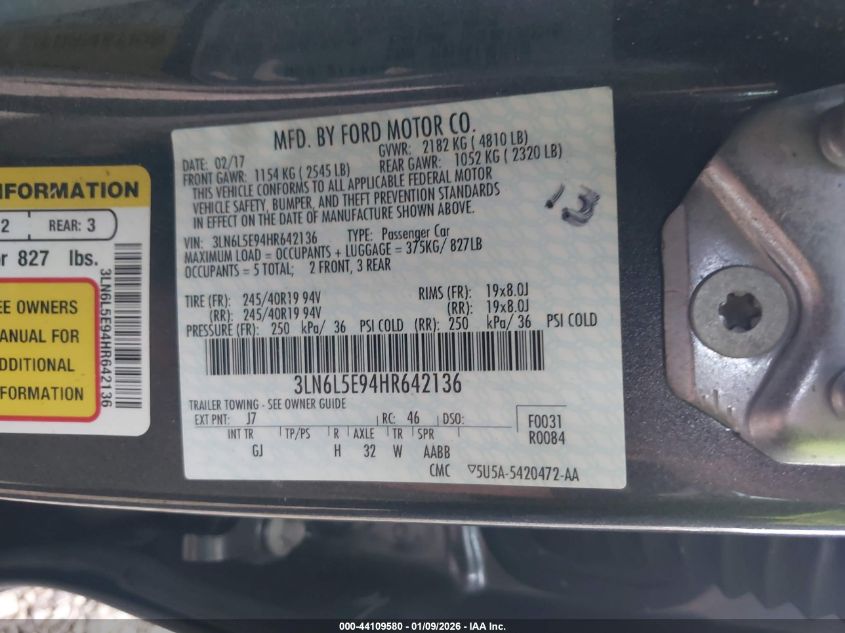 MFD. BY FORD MOTOR CO.
DATE: 02/17 GVWR: 2182 KG ( 4810 LB)
FRONT GAWR: 1154 KG ( 2545 LB) REAR GAWR: 1052 KG ( 2320 LB)
THIS VEHICLE CONFORMS TO ALL APPLICABLE FEDERAL MOTOR
VEHICLE SAFETY, BUMPER, AND THEFT PREVENTION STANDARDS
IN EFFECT ON THE DATE OF MANUFACTURE SHOWN ABOVE.
13
VIN: 3LN6L5E94HR642136 TYPE: Passenger Car
MAXIMUM LOAD = OCCUPANTS + LUGGAGE = 375KG/ 827LB
OCCUPANTS = 5 TOTAL; 2 FRONT, 3 REAR
TIRE (FR): 245/40R19 94V RIMS (FR): 19x8.0J
(RR): 245/40R19 94V (RR): 19x8.0J
PRESSURE (FR): 250 kPa/ 36 PSI COLD (RR): 250 kPa/ 36 PSI COLD
3LN6L5E94HR642136
TRAILER TOWING - SEE OWNER GUIDE
EXT PNT: J7 RC: 46 DSO: F0031
R0084
INT TR TP/PS R AXLE TR SPR
GJ H 32 W AABB
CMC ▽5U5A-5420472-AA
INFORMATION
2 REAR: 3
or 827 lbs.
EE OWNERS
MANUAL FOR
ADDITIONAL
INFORMATION
3LN6L5E94HR642136
000-44109580 - 01/09/2026 - IAA Inc.